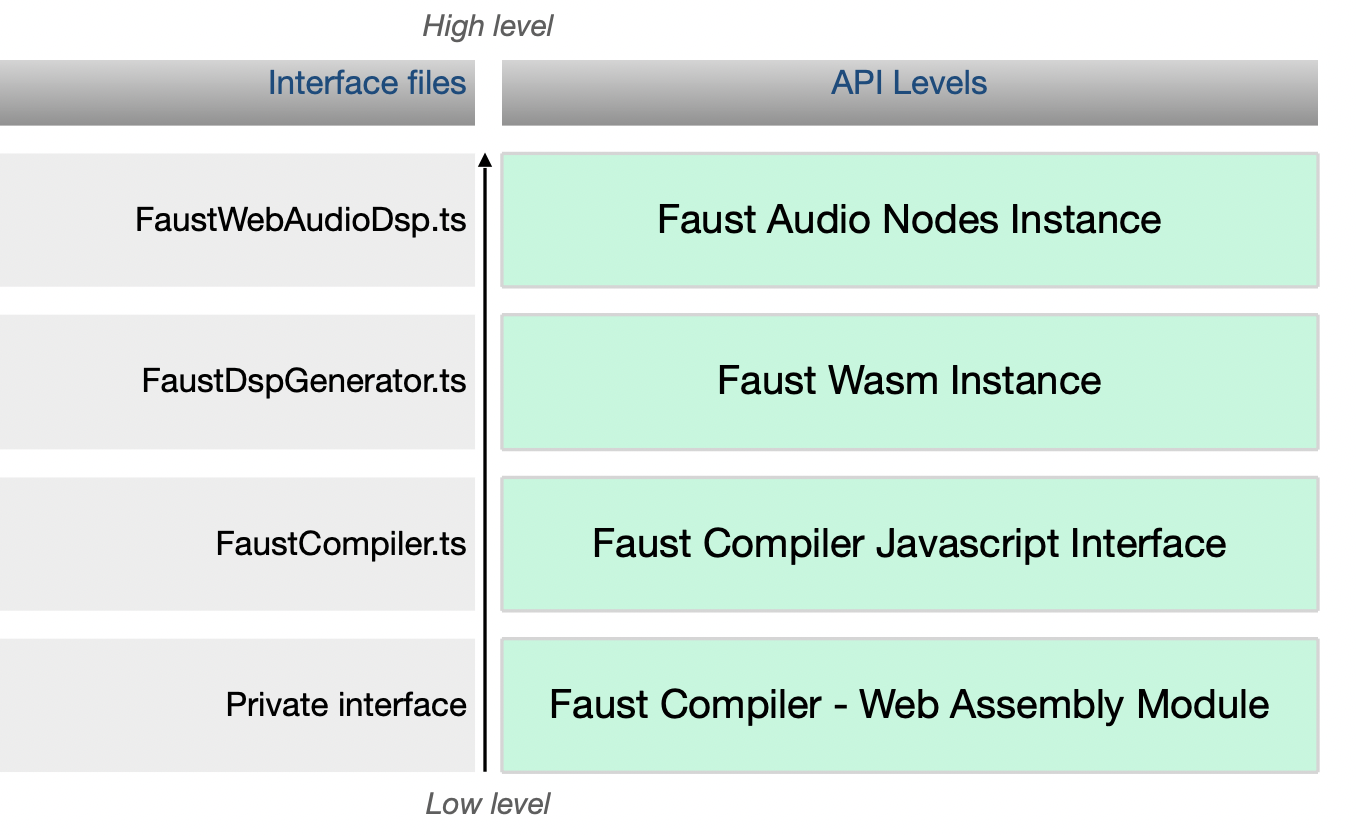 High level
Interface files
API Levels
FaustWebAudioDsp.ts
Faust Audio Nodes Instance
FaustDspGenerator.ts
Faust Wasm Instance
FaustCompiler.ts
Faust Compiler Javascript Interface
Private interface
Faust Compiler - Web Assembly Module
Low level